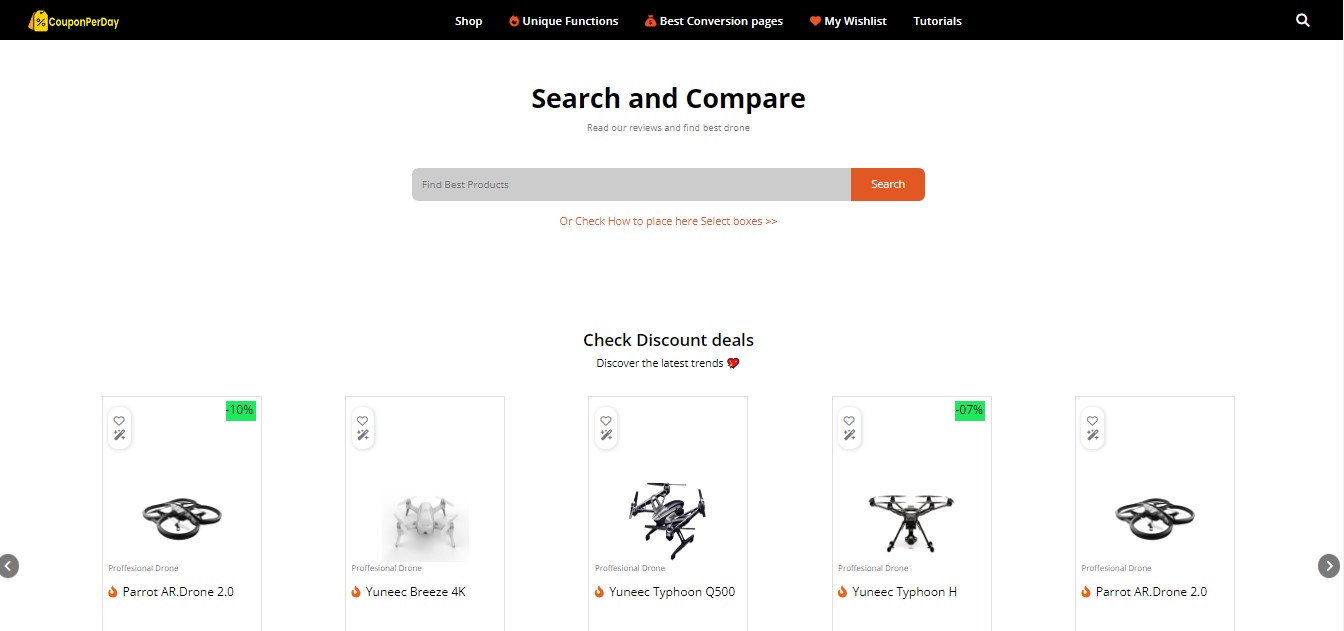 CouponPerDay
Shop Unique Functions Best Conversion pages My Wishlist Tutorials
Search and Compare
Read our reviews and find best drone
Find Best Products Search
Or Check How to place here Select boxes >>
Check Discount deals
Discover the latest trends
-10% -07%
Proffesional Drone Proffesional Drone Proffesional Drone Proffesional Drone Proffesional Drone
Parrot AR.Drone 2.0 Yuneec Breeze 4K Yuneec Typhoon Q500 Yuneec Typhoon H Parrot AR.Drone 2.0